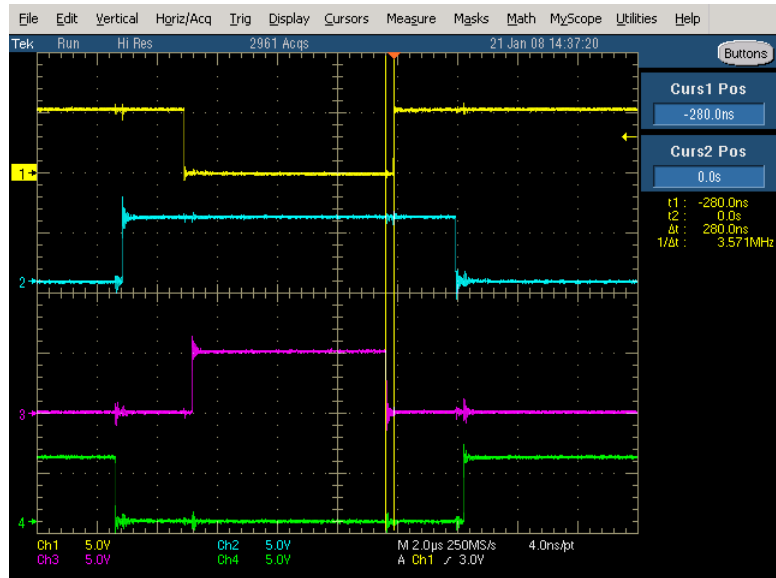 File Edit Vertical Horiz/Acq Trig Display Cursors Measure Masks Math MyScope Utilities Help
Tek Run Hi Res 2961 Acqs 21 Jan 08 14:37:20
Buttons
Curs1 Pos
-280.0ns
Curs2 Pos
0.0s
t1 : -280.0ns
t2 : 0.0s
Δt : 280.0ns
1/Δt : 3.571MHz
1
2
3
4
Ch1 5.0V Ch2 5.0V M 2.0µs 250MS/s 4.0ns/pt
Ch3 5.0V Ch4 5.0V A Ch1 ⁄ 3.0V